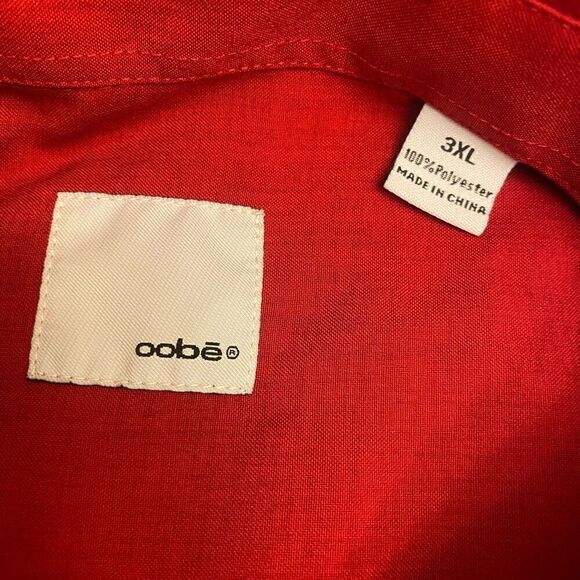 3XL
100%Polyester
MADE IN CHINA
oobē®